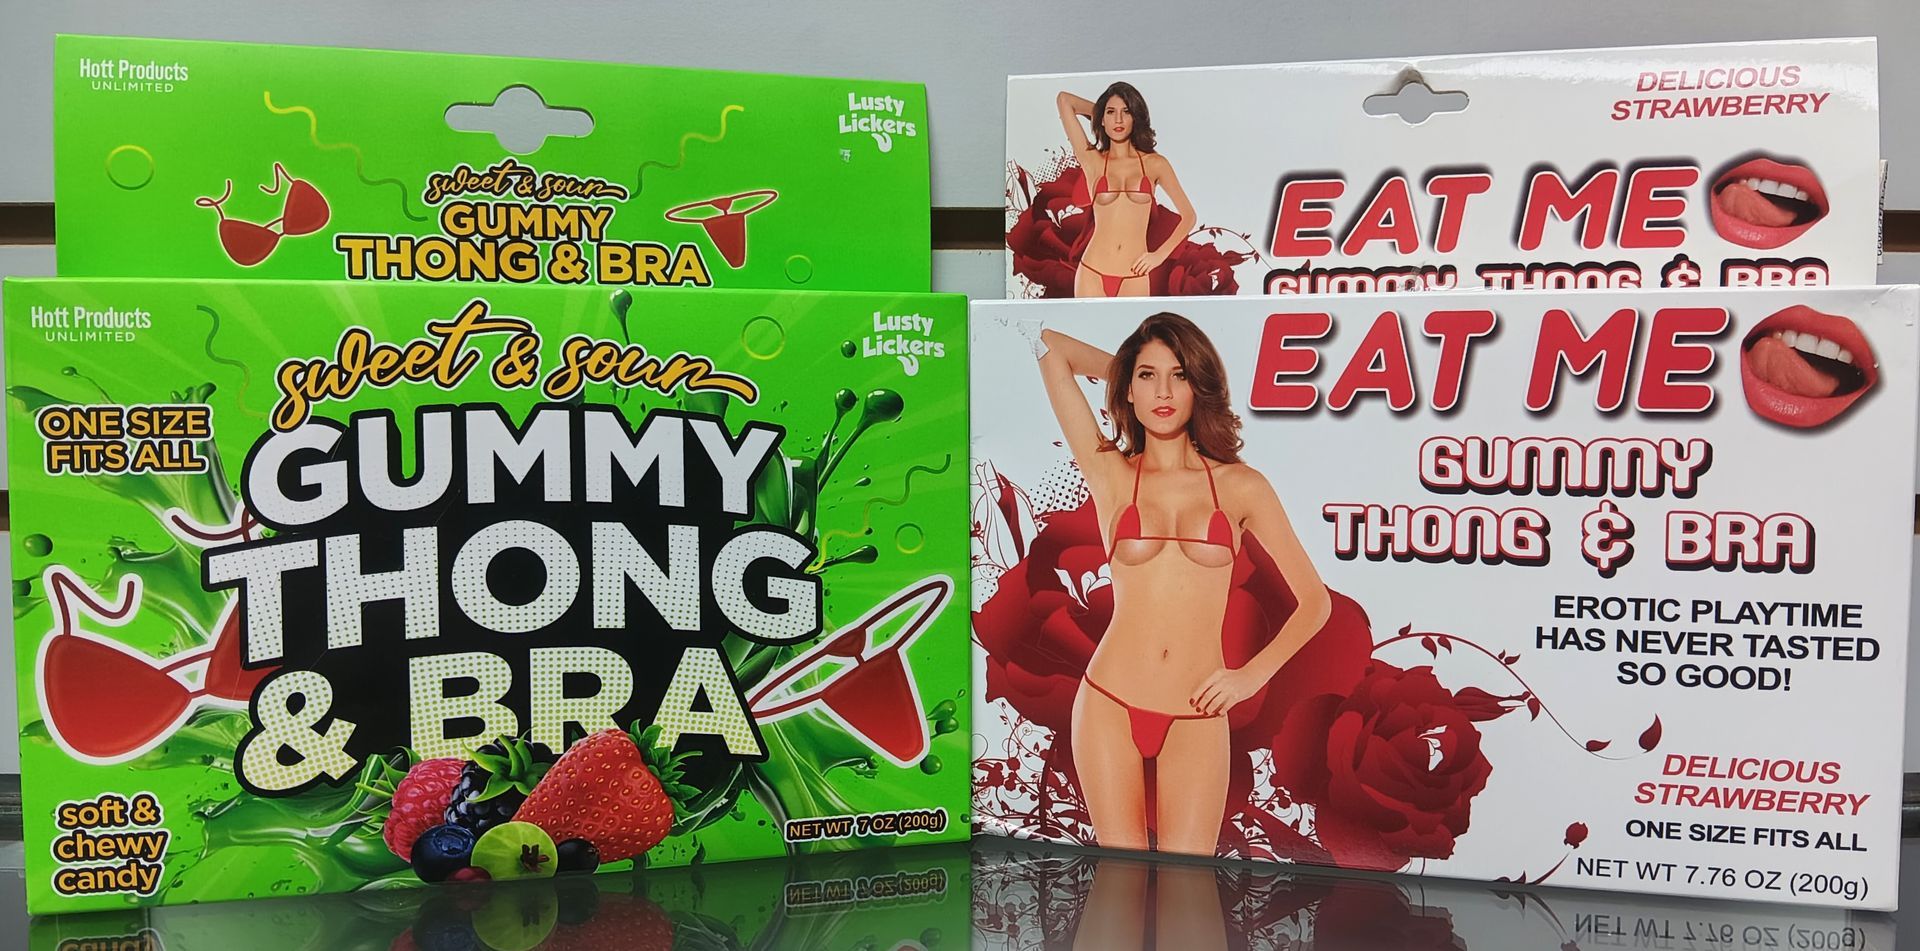 Hott Products
UNLIMITED
Lusty
Lickers
sweet & sour
GUMMY
THONG & BRA
Hott Products
UNLIMITED
Lusty
Lickers
sweet & sour
ONE SIZE
FITS ALL
GUMMY
THONG
& BRA
soft &
chewy
candy
NET WT 7 OZ (200g)
DELICIOUS
STRAWBERRY
EAT ME
GUMMY THONG & BRA
EAT ME
GUMMY
THONG & BRA
EROTIC PLAYTIME
HAS NEVER TASTED
SO GOOD!
DELICIOUS
STRAWBERRY
ONE SIZE FITS ALL
NET WT 7.76 OZ (200g)